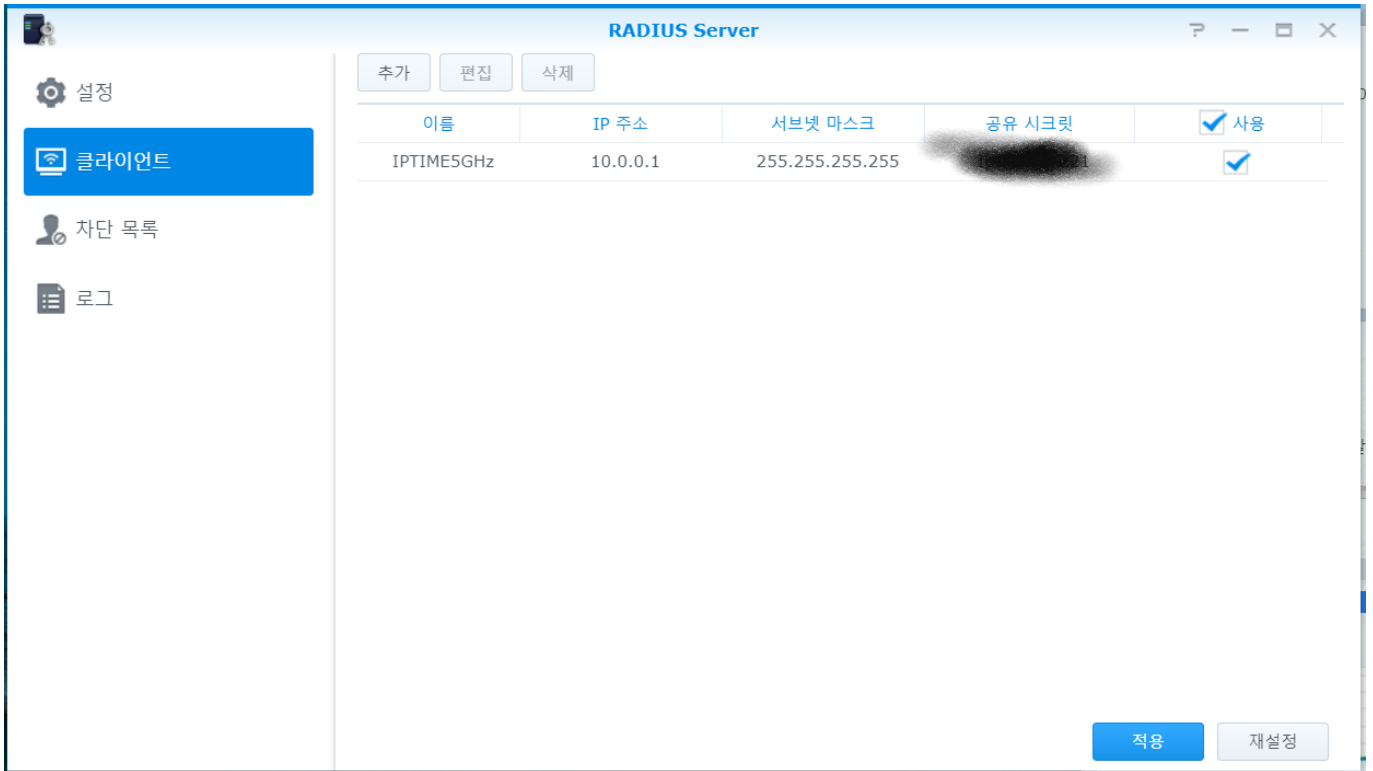 RADIUS Server
설정
클라이언트
차단 목록
로그
추가 편집 삭제
이름 IP 주소 서브넷 마스크 공유 시크릿 사용
IPTIME5GHz 10.0.0.1 255.255.255.255
적용 재설정